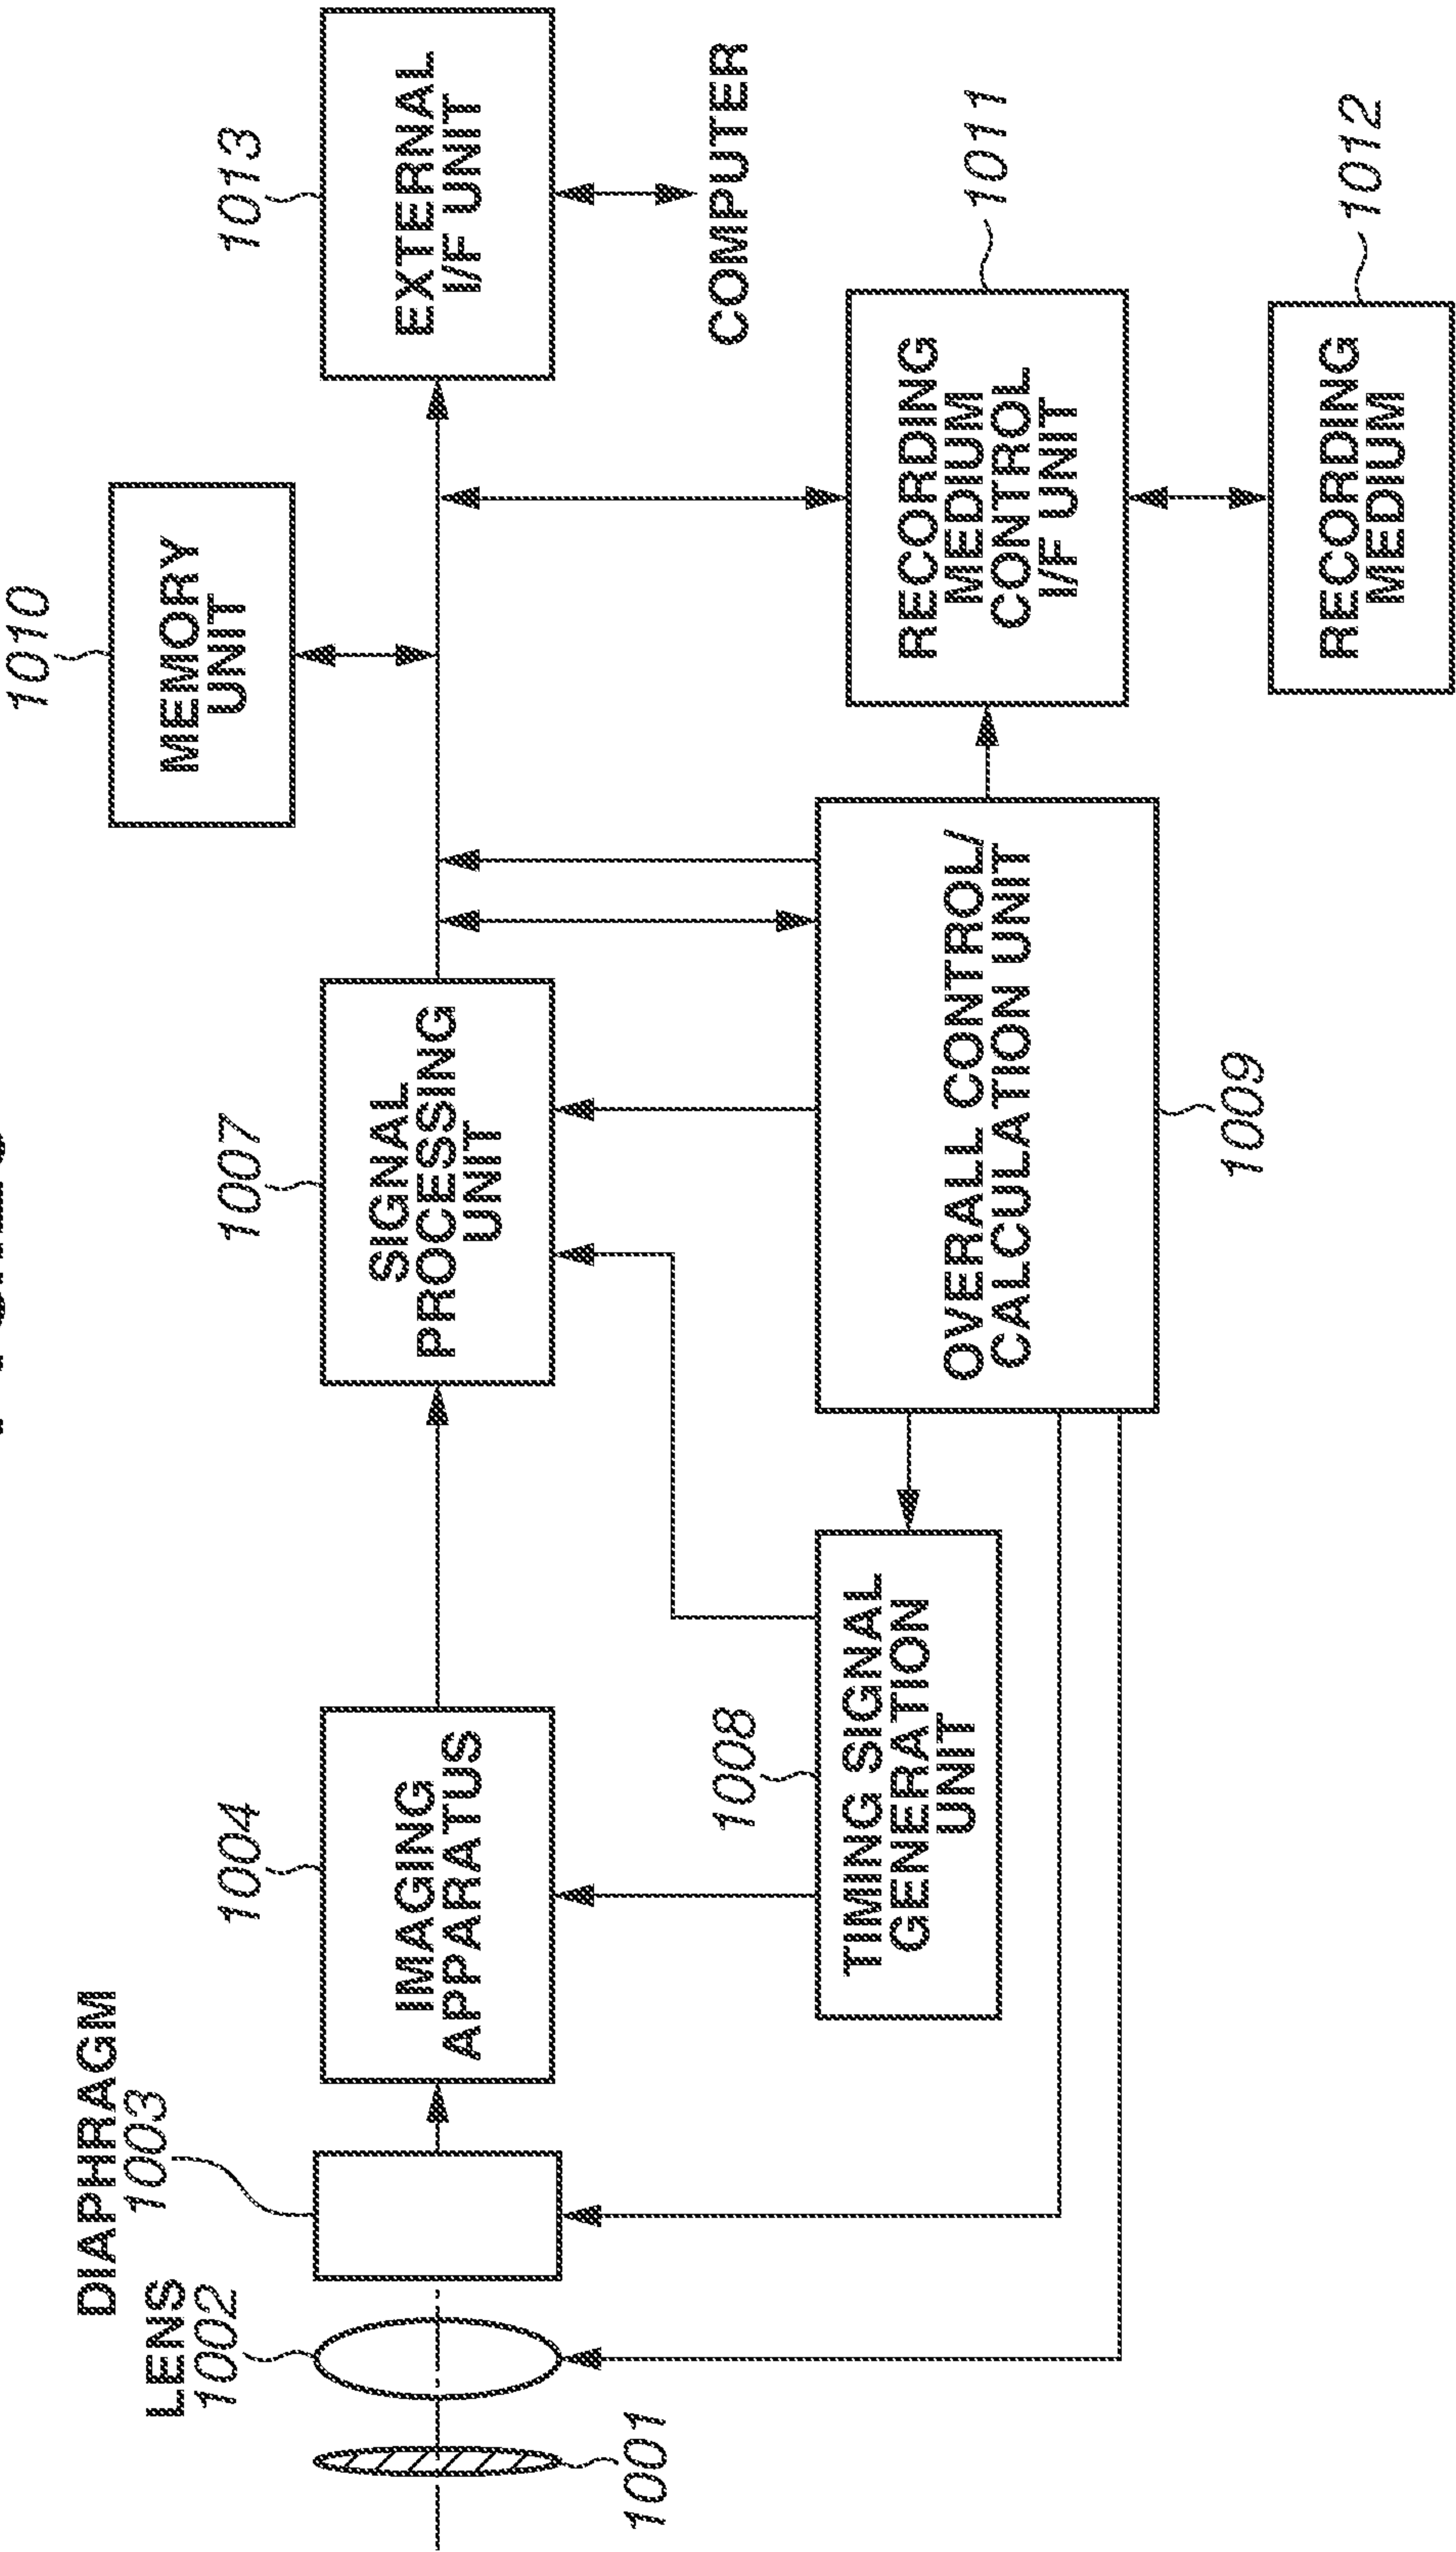 DIAPHRAGM
1003
LENS
1002
1001
1004
IMAGING
APPARATUS
1007
SIGNAL
PROCESSING
UNIT
1010
MEMORY
UNIT
1013
EXTERNAL
I/F UNIT
COMPUTER
1008
TIMING SIGNAL
GENERATION
UNIT
OVERALL CONTROL/
CALCULATION UNIT
1009
RECORDING
MEDIUM
CONTROL
I/F UNIT
1011
RECORDING
MEDIUM
1012